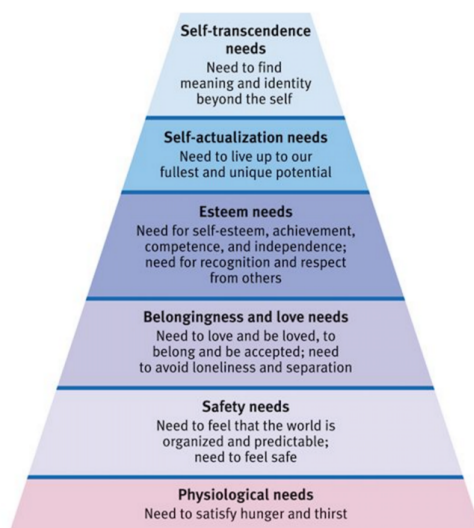 Self-transcendence
needs
Need to find
meaning and identity
beyond the self
Self-actualization needs
Need to live up to our
fullest and unique potential
Esteem needs
Need for self-esteem, achievement,
competence, and independence;
need for recognition and respect
from others
Belongingness and love needs
Need to love and be loved, to
belong and be accepted; need
to avoid loneliness and separation
Safety needs
Need to feel that the world is
organized and predictable;
need to feel safe
Physiological needs
Need to satisfy hunger and thirst